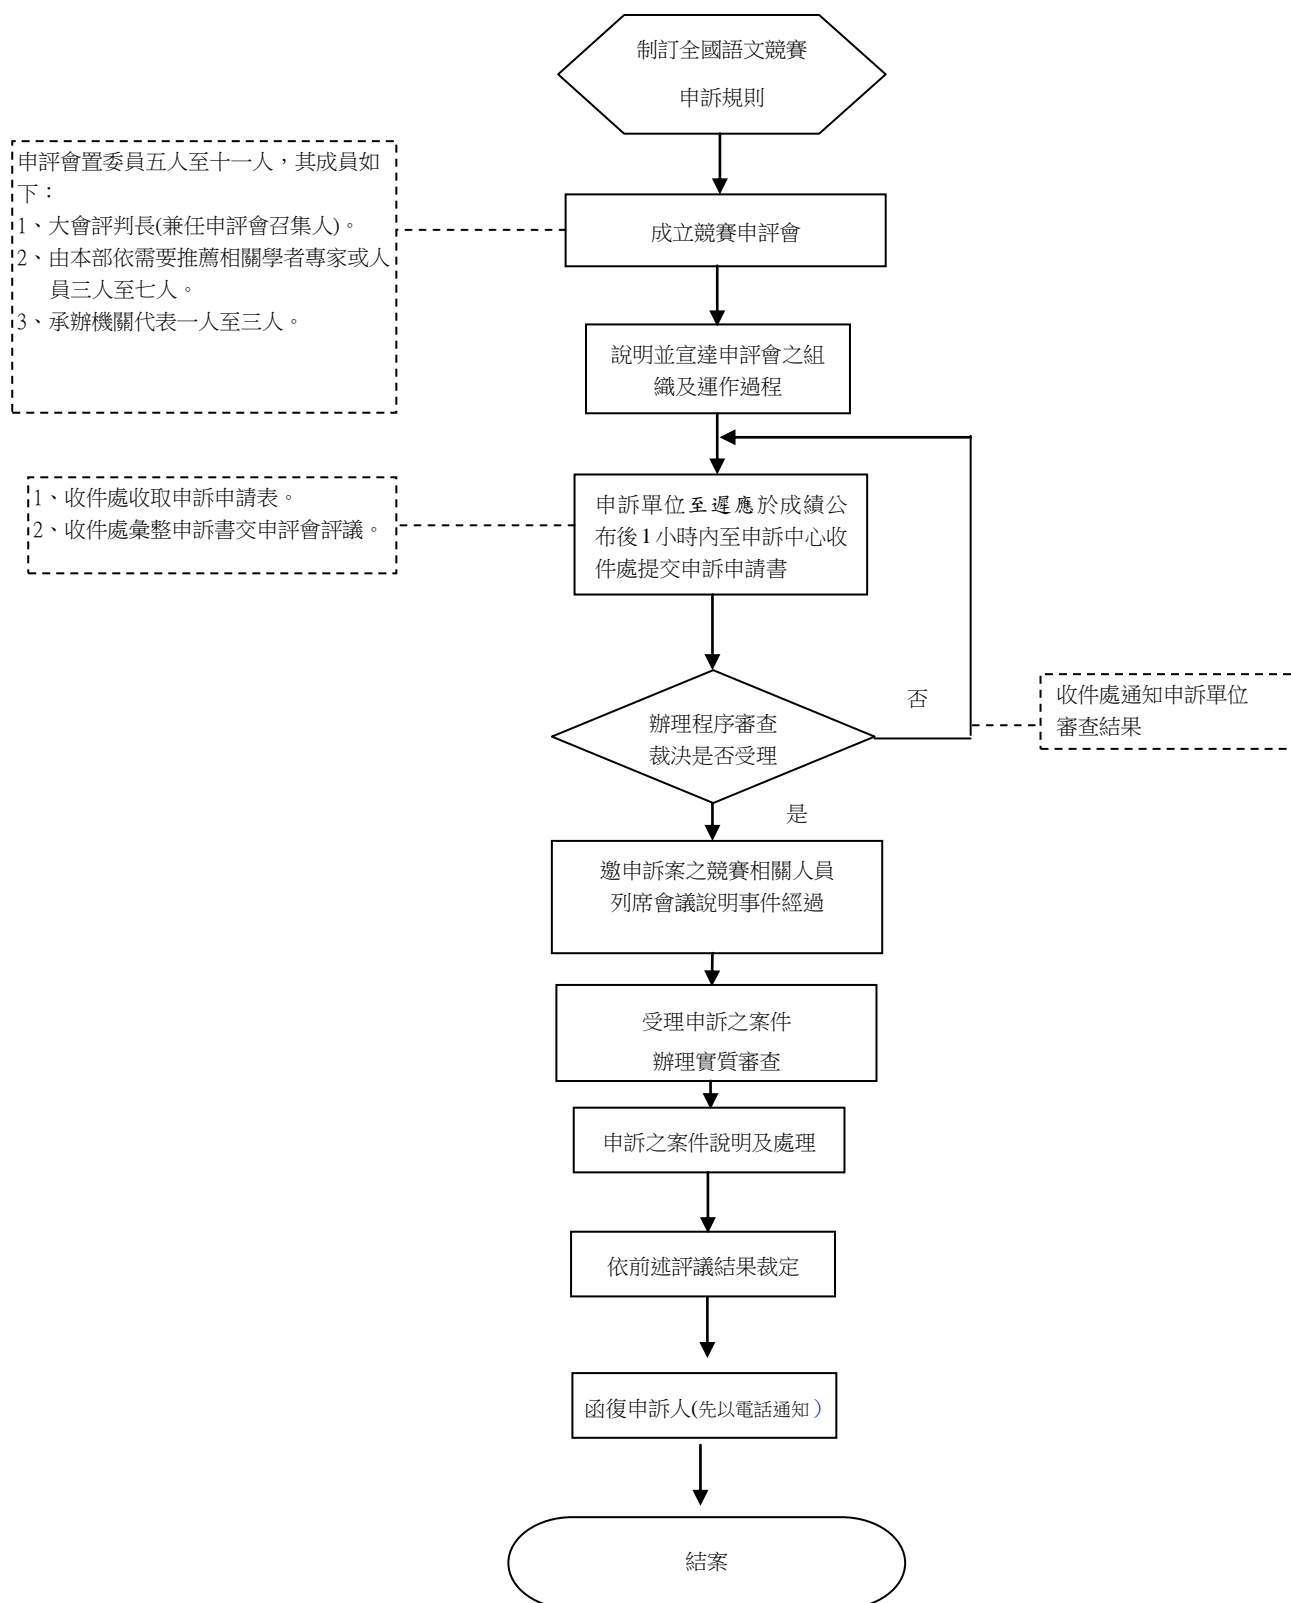 制訂全國語文競賽
申訴規則
申評會置委員五人至十一人，其成員如
下：
1、大會評判長(兼任申評會召集人)。
2、由本部依需要推薦相關學者專家或人
員三人至七人。
3、承辦機關代表一人至三人。
成立競賽申評會
說明並宣達申評會之組
織及運作過程
1、收件處收取申訴申請表。
2、收件處彙整申訴書交申評會評議。
申訴單位至遲應於成績公
布後1小時內至申訴中心收
件處提交申訴申請書
辦理程序審查
裁決是否受理
否
收件處通知申訴單位
審查結果
是
邀申訴案之競賽相關人員
列席會議說明事件經過
受理申訴之案件
辦理實質審查
申訴之案件說明及處理
依前述評議結果裁定
函復申訴人(先以電話通知）
結案